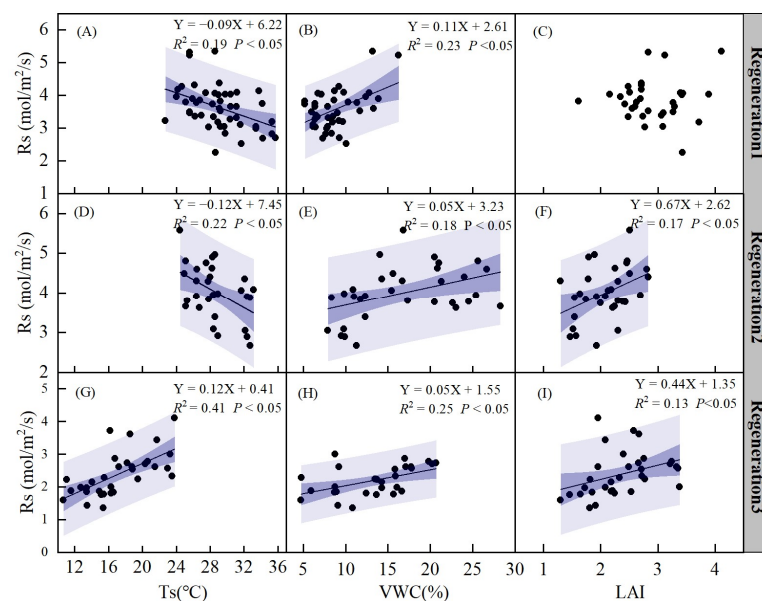 (A) Y = −0.09X + 6.22
R² = 0.19 P < 0.05
(B) Y = 0.11X + 2.61
R² = 0.23 P <0.05
(C)
Rs (mol/m²/s)
6
5
4
3
2
1
Regeneration1
(D) Y = −0.12X + 7.45
R² = 0.22 P < 0.05
(E) Y = 0.05X + 3.23
R² = 0.18 P < 0.05
(F) Y = 0.67X + 2.62
R² = 0.17 P < 0.05
Rs (mol/m²/s)
6
5
4
3
2
Regeneration2
(G) Y = 0.12X + 0.41
R² = 0.41 P < 0.05
(H) Y = 0.05X + 1.55
R² = 0.25 P < 0.05
(I) Y = 0.44X + 1.35
R² = 0.13 P<0.05
Rs (mol/m²/s)
5
4
3
2
1
0
Regeneration3
12 16 20 24 28 32 36
5 10 15 20 25 30
1 2 3 4
Ts(°C) VWC(%) LAI